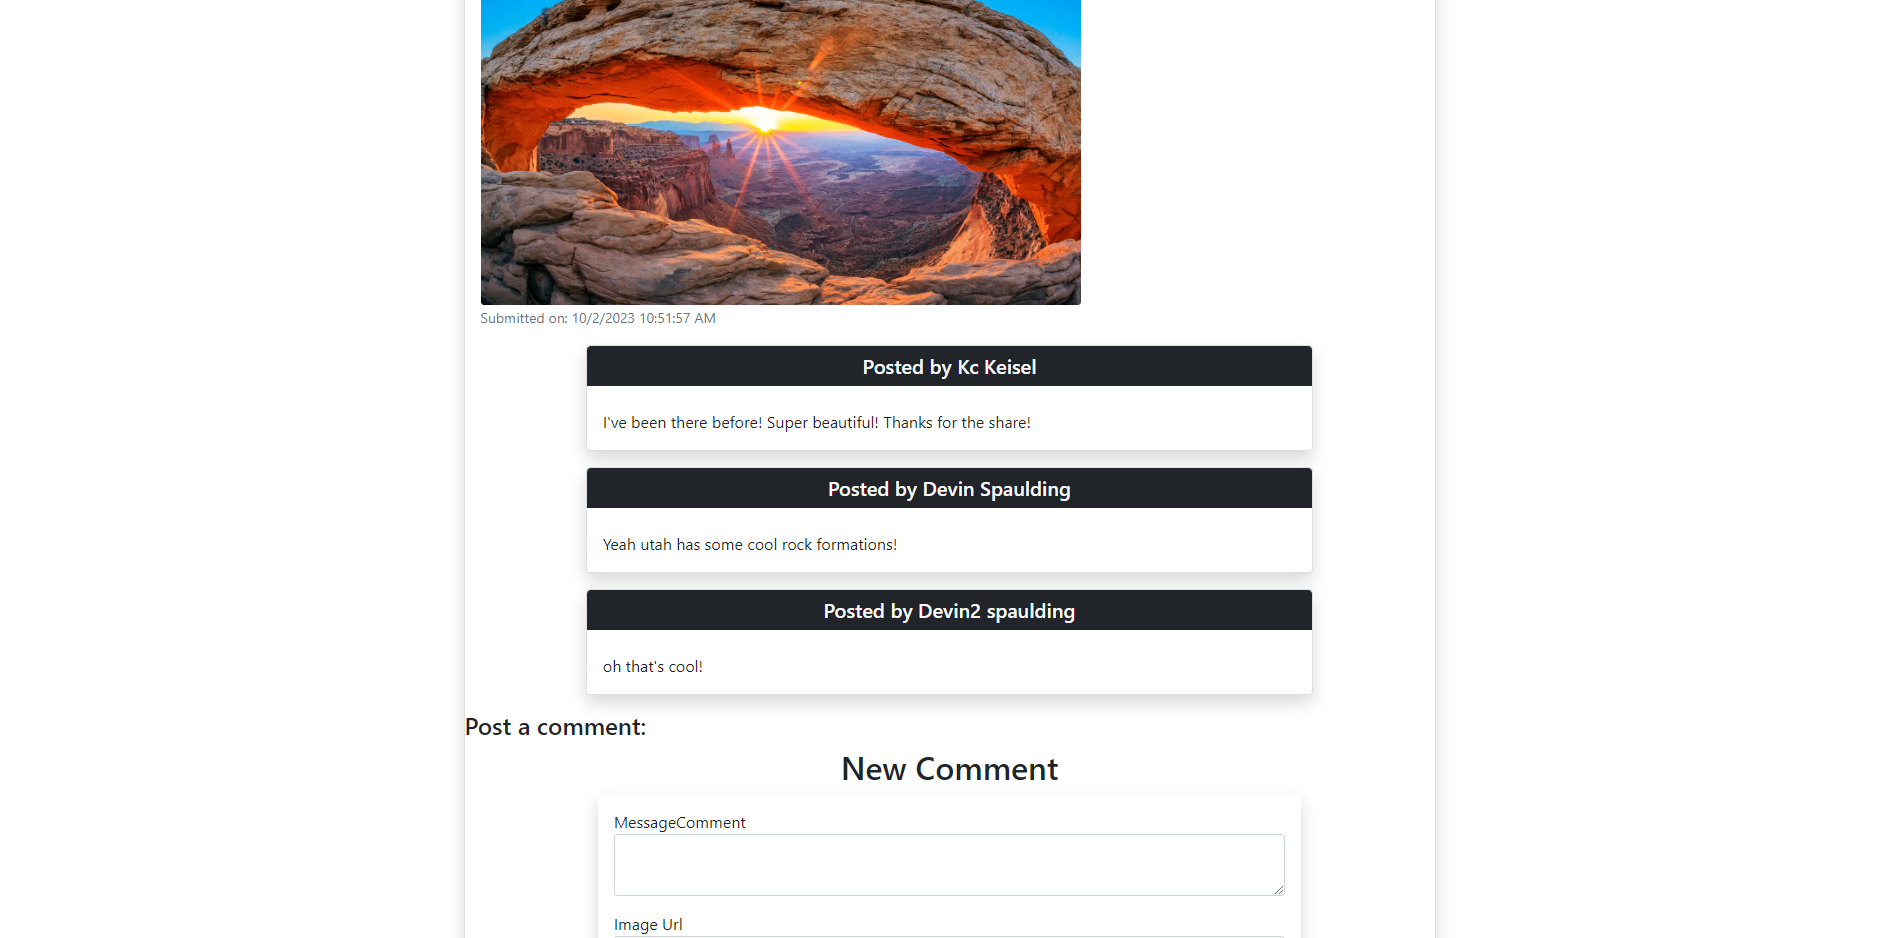 Submitted on: 10/2/2023 10:51:57 AM
Posted by Kc Keisel
I've been there before! Super beautiful! Thanks for the share!
Posted by Devin Spaulding
Yeah utah has some cool rock formations!
Posted by Devin2 spaulding
oh that's cool!
Post a comment:
New Comment
MessageComment
Image Url